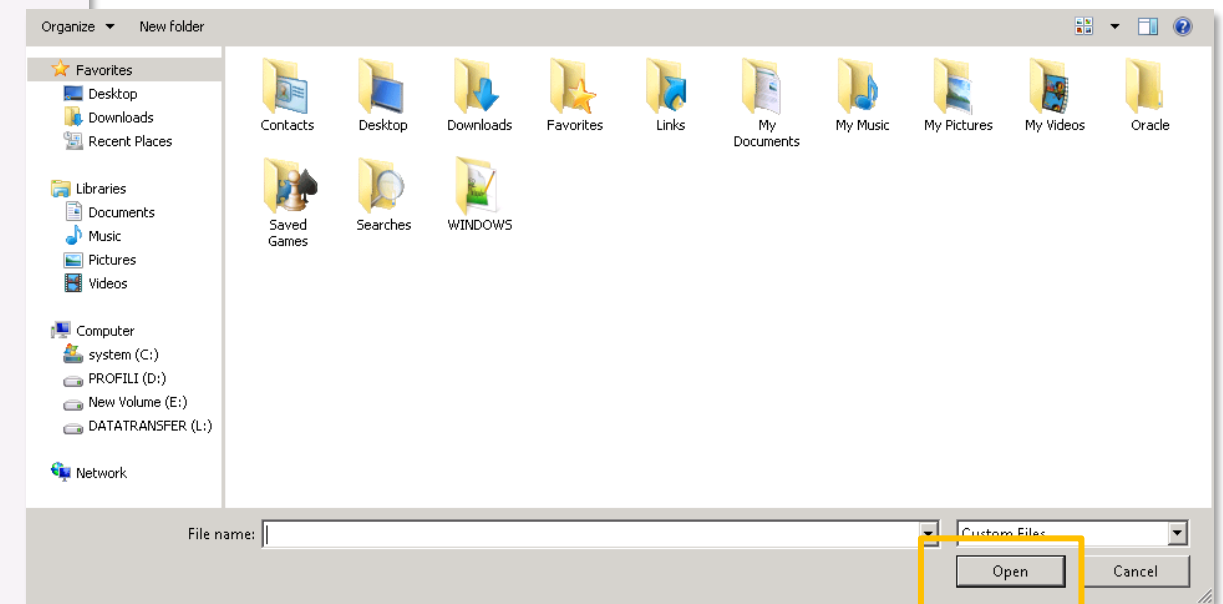 Organize New folder
Favorites
Desktop
Downloads
Recent Places
Libraries
Documents
Music
Pictures
Videos
Computer
system (C:)
PROFILI (D:)
New Volume (E:)
DATATRANSFER (L:)
Network
Contacts Desktop Downloads Favorites Links My Documents My Music My Pictures My Videos Oracle
Saved Games Searches WINDOWS
File name: Custom Files
Open Cancel